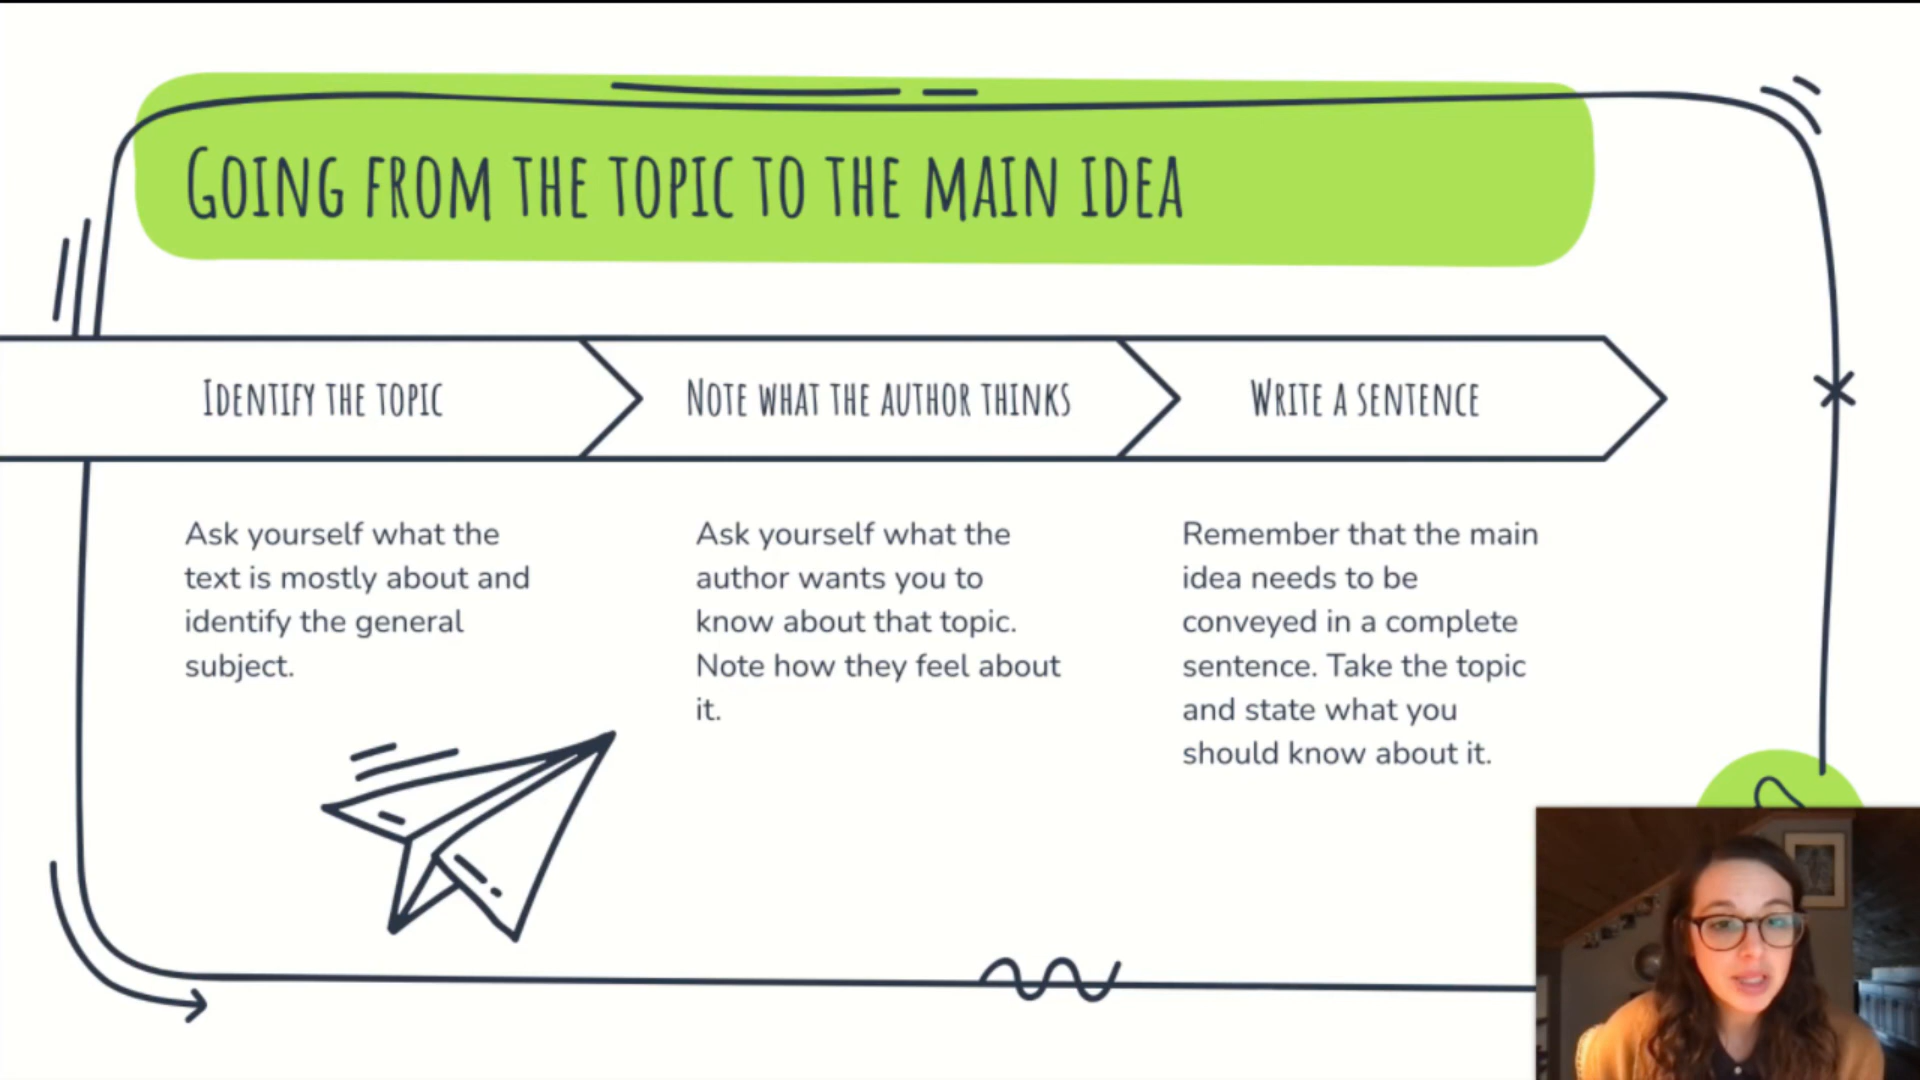 Going from the topic to the main idea
Identify the topic
Note what the author thinks
Write a sentence
Ask yourself what the
text is mostly about and
identify the general
subject.
Ask yourself what the
author wants you to
know about that topic.
Note how they feel about
it.
Remember that the main
idea needs to be
conveyed in a complete
sentence. Take the topic
and state what you
should know about it.